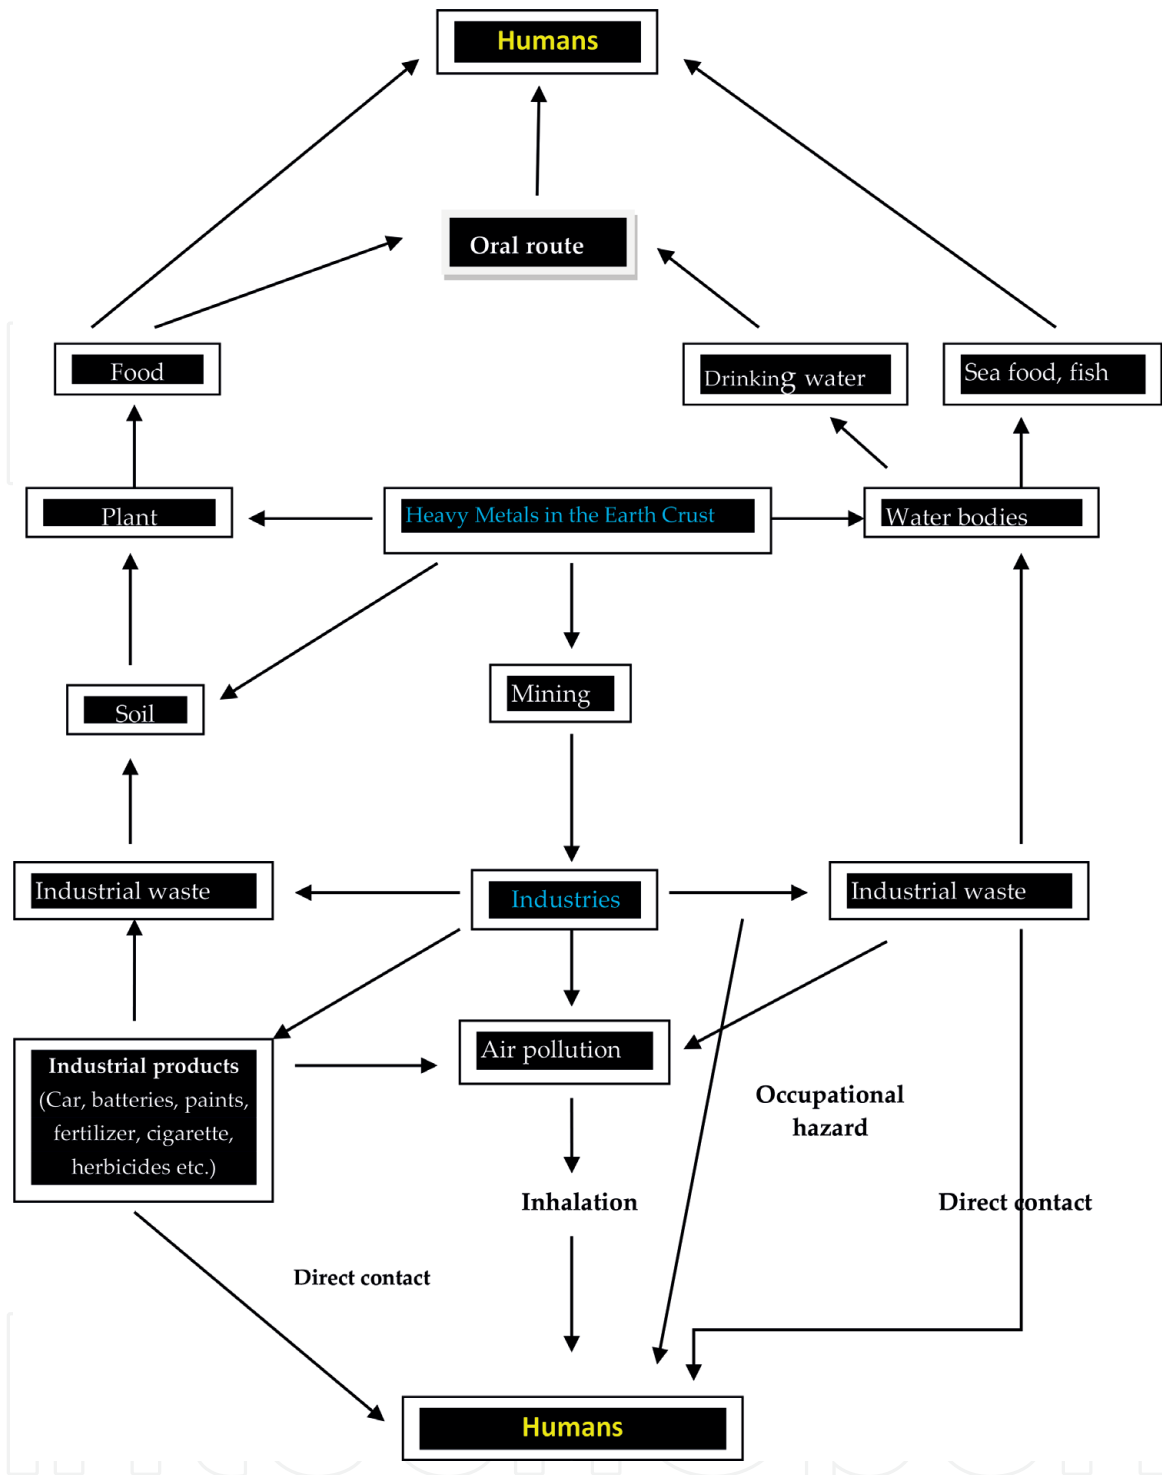 Humans
Oral route
Food
Drinking water
Sea food, fish
Plant
Heavy Metals in the Earth Crust
Water bodies
Soil
Mining
Industrial waste
Industries
Industrial waste
Industrial products
(Car, batteries, paints,
fertilizer, cigarette,
herbicides etc.)
Air pollution
Occupational
hazard
Inhalation
Direct contact
Direct contact
Humans